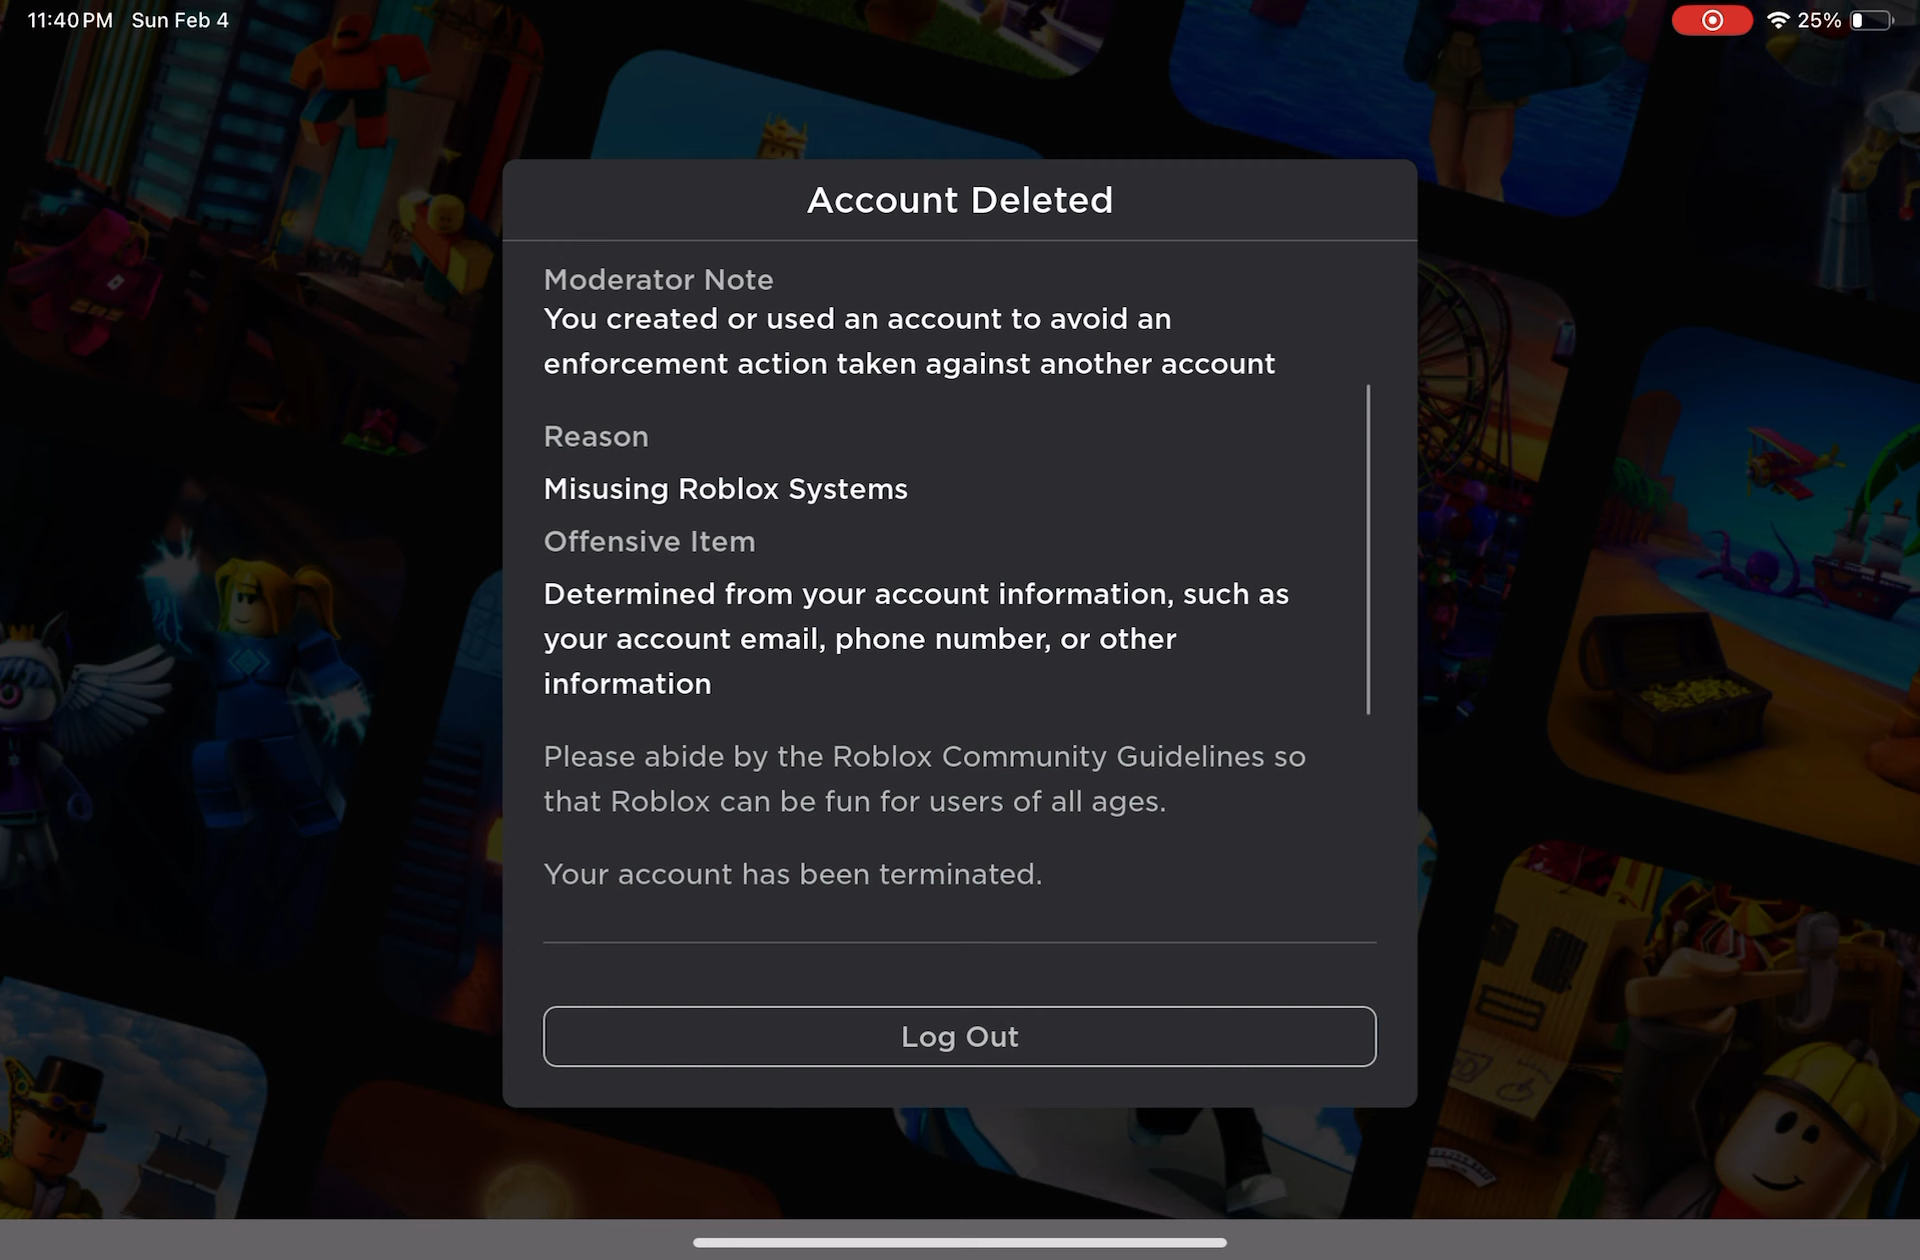 11:40 PM Sun Feb 4
25%
Account Deleted
Moderator Note
You created or used an account to avoid an
enforcement action taken against another account
Reason
Misusing Roblox Systems
Offensive Item
Determined from your account information, such as
your account email, phone number, or other
information
Please abide by the Roblox Community Guidelines so
that Roblox can be fun for users of all ages.
Your account has been terminated.
Log Out